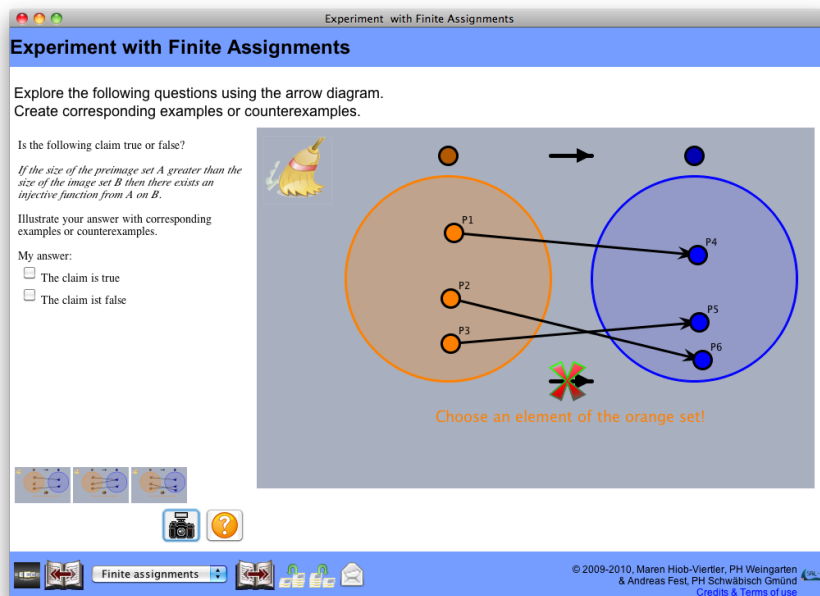 Experiment with Finite Assignments
Experiment with Finite Assignments
Explore the following questions using the arrow diagram.
Create corresponding examples or counterexamples.
Is the following claim true or false?
If the size of the preimage set A greater than the
size of the image set B then there exists an
injective function from A on B.
Illustrate your answer with corresponding
examples or counterexamples.
My answer:
The claim is true
The claim ist false
P1
P2
P3
P4
P5
P6
Choose an element of the orange set!
Finite assignments
© 2009-2010, Maren Hiob-Viertler, PH Weingarten
& Andreas Fest, PH Schwäbisch Gmünd
Credits & Terms of use